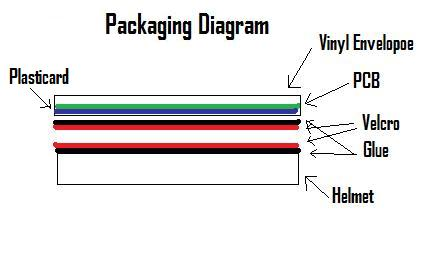 Packaging Diagram
Vinyl Envelopoe
Plasticard
PCB
Velcro
Glue
Helmet